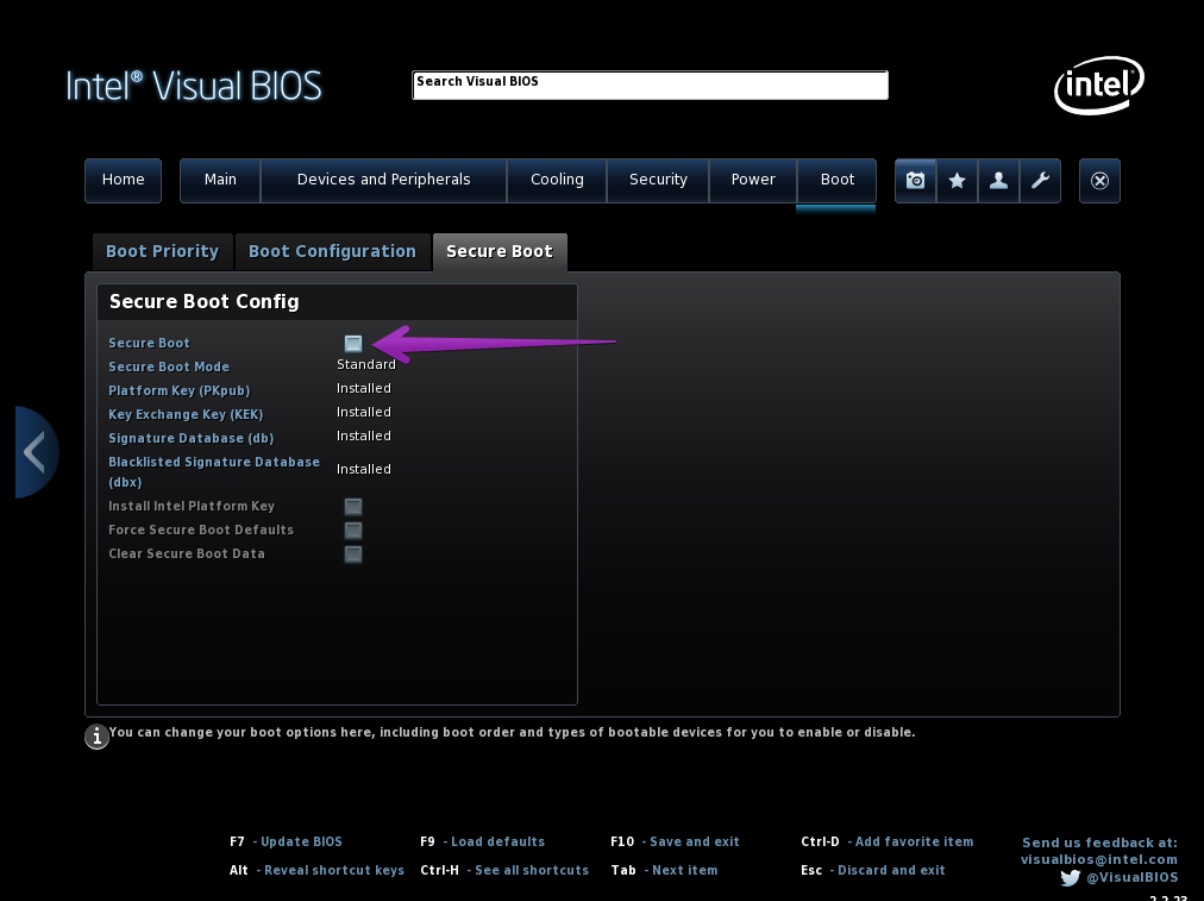 Intel® Visual BIOS
Search Visual BIOS
intel
Home
Main
Devices and Peripherals
Cooling
Security
Power
Boot
Boot Priority
Boot Configuration
Secure Boot
Secure Boot Config
Secure Boot
Secure Boot Mode Standard
Platform Key (PKpub) Installed
Key Exchange Key (KEK) Installed
Signature Database (db) Installed
Blacklisted Signature Database
(dbx) Installed
Install Intel Platform Key
Force Secure Boot Defaults
Clear Secure Boot Data
You can change your boot options here, including boot order and types of bootable devices for you to enable or disable.
F7 - Update BIOS F9 - Load defaults F10 - Save and exit Ctrl-D - Add favorite item
Alt - Reveal shortcut keys Ctrl-H - See all shortcuts Tab - Next item Esc - Discard and exit
Send us feedback at:
visualbios@intel.com
@VisualBIOS
2.2.23